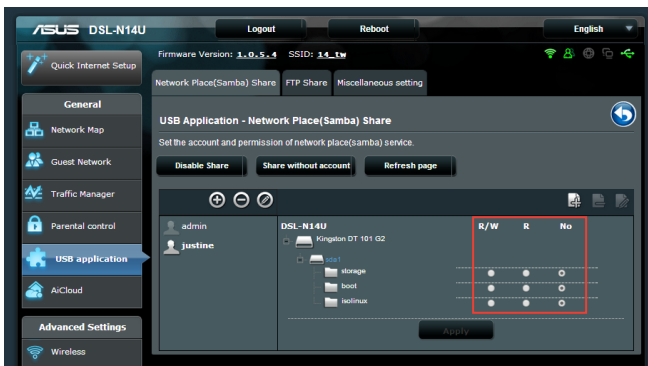 ASUS DSL-N14U
Logout
Reboot
English
Quick Internet Setup
Firmware Version: 1.0.5.4 SSID: 14_tw
Network Place(Samba) Share
FTP Share
Miscellaneous setting
General
Network Map
Guest Network
Traffic Manager
Parental control
USB application
AiCloud
Advanced Settings
Wireless
USB Application - Network Place(Samba) Share
Set the account and permission of network place(samba) service.
Disable Share
Share without account
Refresh page
admin
justine
DSL-N14U
R/W R No
Kingston DT 101 G2
sda1
storage
boot
isolinux
Apply